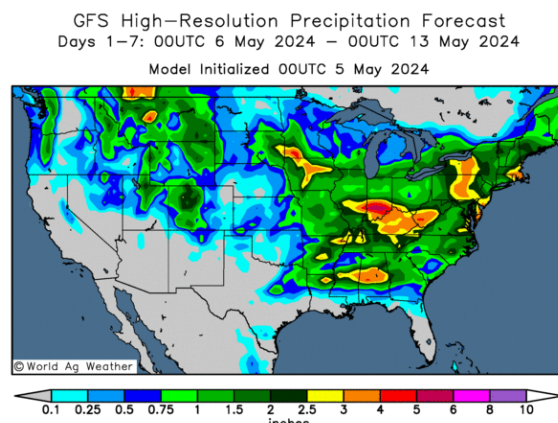 GFS High-Resolution Precipitation Forecast
Days 1-7: 00UTC 6 May 2024 - 00UTC 13 May 2024
Model Initialized 00UTC 5 May 2024
© World Ag Weather
0.1 0.25 0.5 0.75 1 1.5 2 2.5 3 4 5 6 8 10
inches